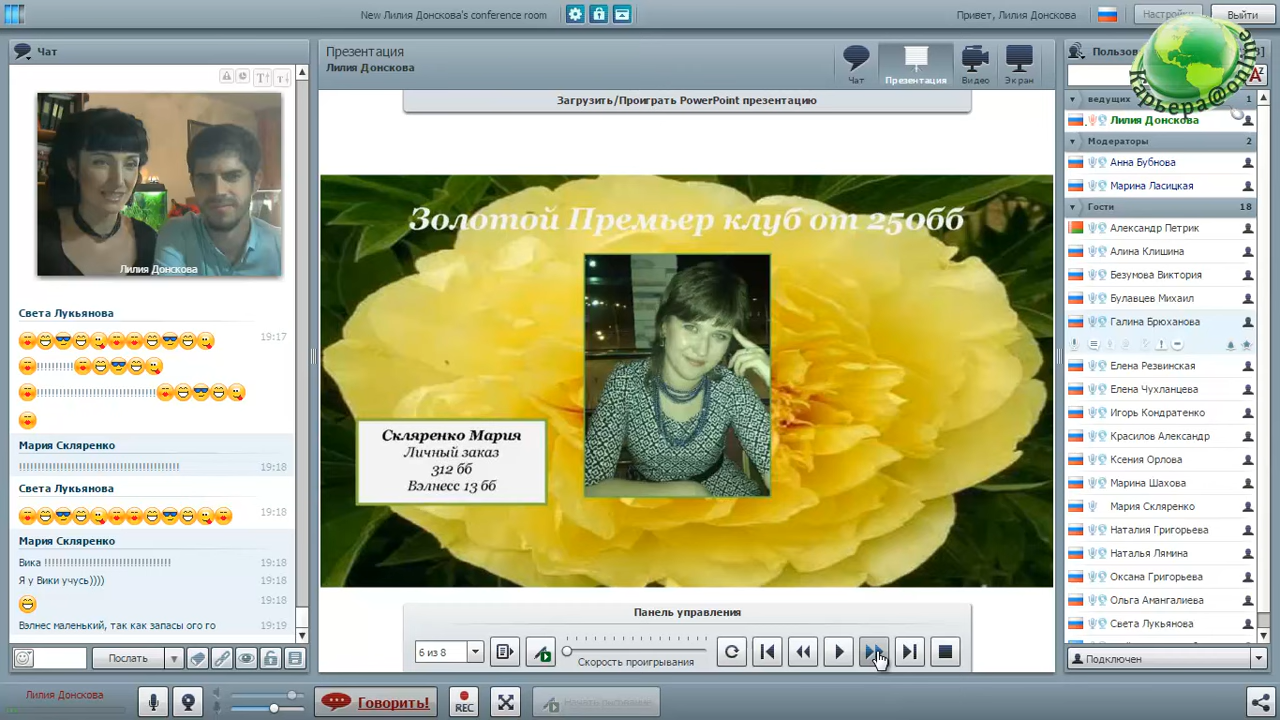 New Лилия Донскова's conference room
Привет, Лилия Донскова
Настройки
Выйти
Чат
Лилия Донскова
Света Лукьянова
19:17
!!!!!!!!!!
!!!!!!!!!!!!!!!!!!!!!!!!!!!!!!!!
Мария Скляренко
!!!!!!!!!!!!!!!!!!!!!!!!!!!!!!!!!!!!!!!!!!! 19:18
Света Лукьянова
19:18
Мария Скляренко
Вика !!!!!!!!!!!!!!!!!!!!!!!!!!!!!!!!!! 19:18
Я у Вики учусь)))) 19:18
19:18
Вэлнес маленький, так как запасы ого го 19:19
Послать
Презентация
Лилия Донскова
Чат
Презентация
Видео
Экран
Загрузить/Проиграть PowerPoint презентацию
Золотой Премьер клуб от 250бб
Скляренко Мария
Личный заказ
312 бб
Вэлнесс 13 бб
Панель управления
6 из 8
Скорость проигрывания
карьера@online
ведущих 1
Лилия Донскова
Модераторы 2
Анна Бубнова
Марина Ласицкая
Гости 18
Александр Петрик
Алина Клишина
Безумова Виктория
Булавцев Михаил
Галина Брюханова
Елена Резвинская
Елена Чухланцева
Игорь Кондратенко
Красилов Александр
Ксения Орлова
Марина Шахова
Мария Скляренко
Наталия Григорьева
Наталья Лямина
Оксана Григорьева
Ольга Амангалиева
Света Лукьянова
Подключен
Лилия Донскова
Говорить!
REC